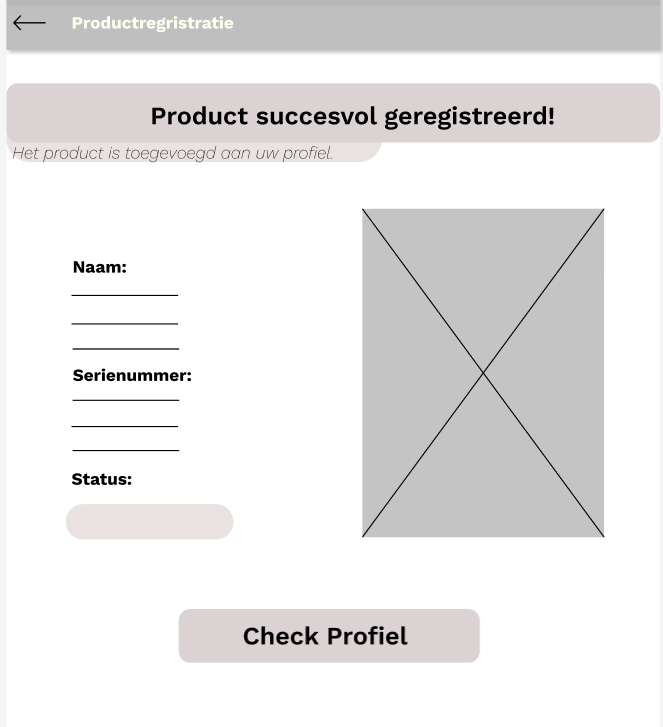 Productregristratie
Product succesvol geregistreerd!
Het product is toegevoegd aan uw profiel.
Naam:
Serienummer:
Status:
Check Profiel